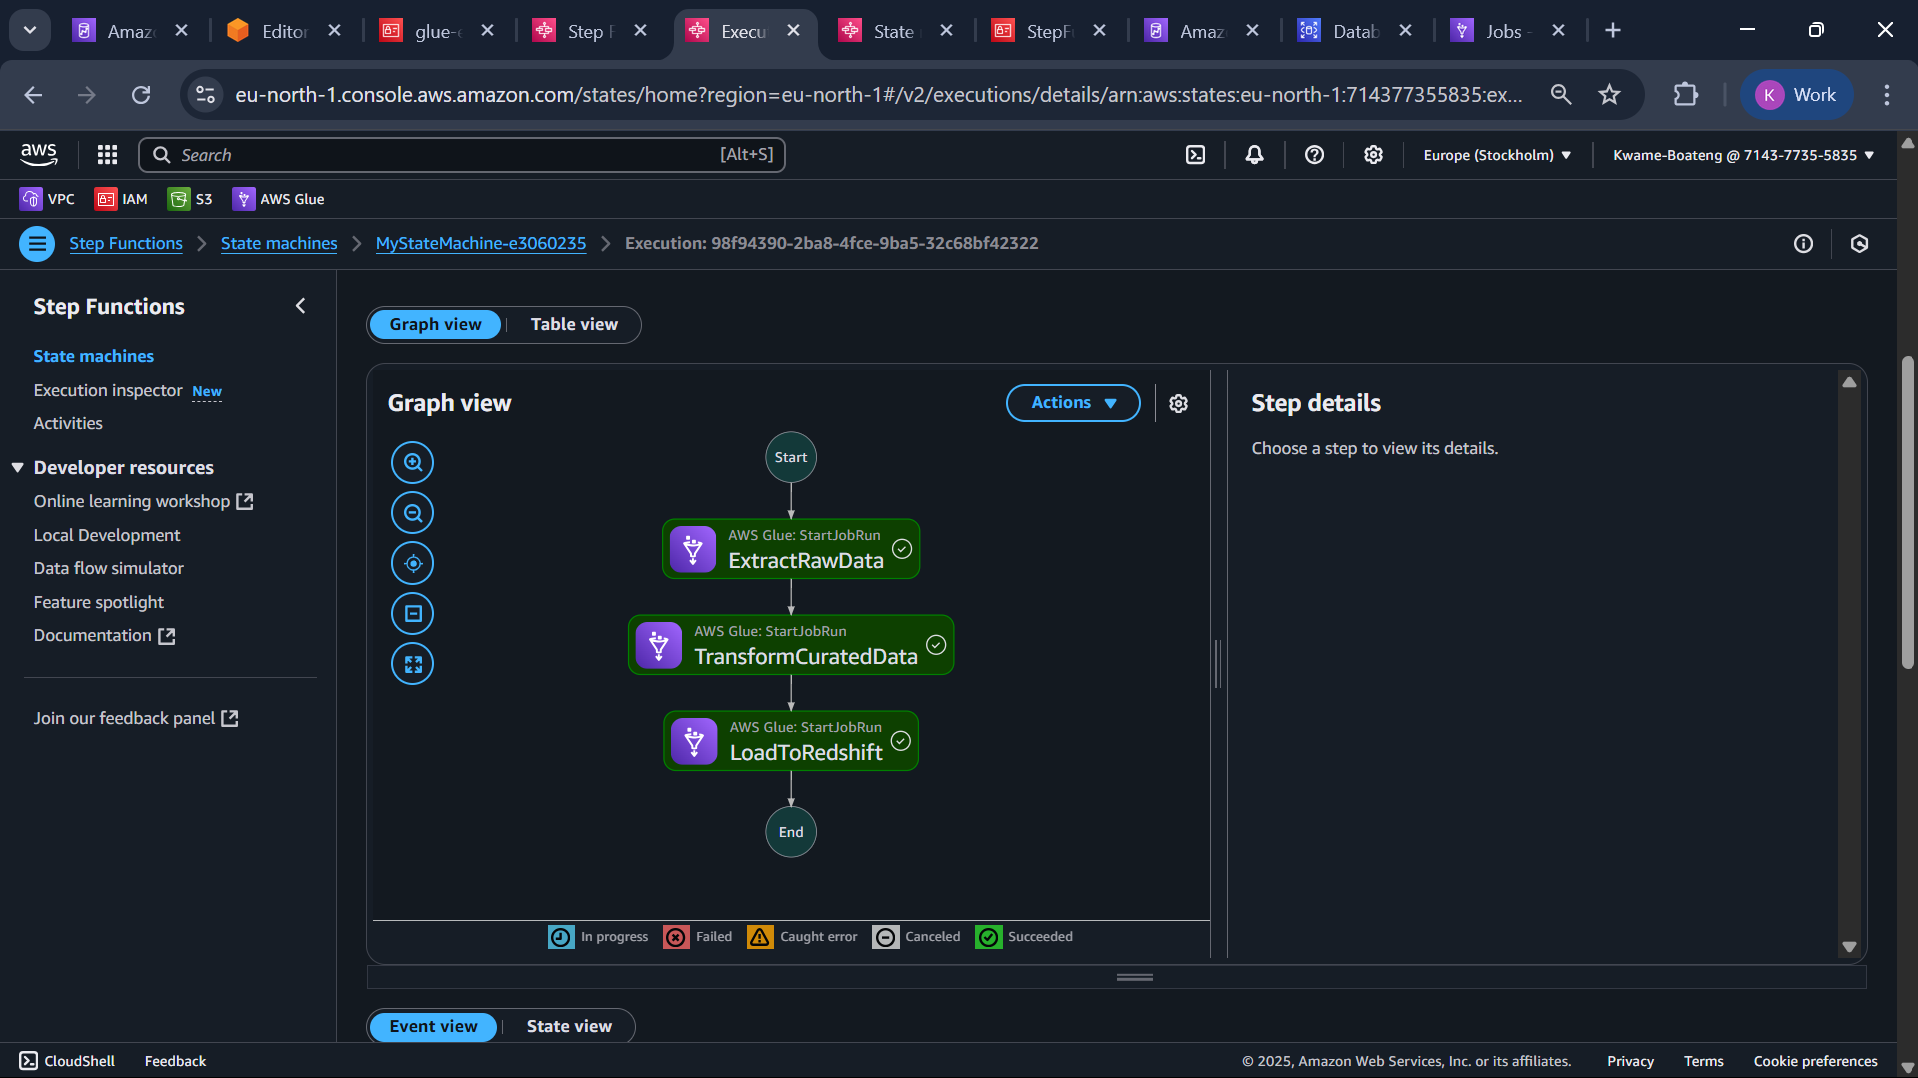 Amaz
Editor
glue-e
Step F
Execu
State
StepF
Amaz
Datab
Jobs -
eu-north-1.console.aws.amazon.com/states/home?region=eu-north-1#/v2/executions/details/arn:aws:states:eu-north-1:714377355835:ex...
K Work
aws
Search [Alt+S]
Europe (Stockholm)
Kwame-Boateng @ 7143-7735-5835
VPC
IAM
S3
AWS Glue
Step Functions
State machines
MyStateMachine-e3060235
Execution: 98f94390-2ba8-4fce-9ba5-32c68bf42322
Step Functions
State machines
Execution inspector New
Activities
Developer resources
Online learning workshop
Local Development
Data flow simulator
Feature spotlight
Documentation
Join our feedback panel
Graph view
Table view
Graph view
Actions
Start
AWS Glue: StartJobRun
ExtractRawData
AWS Glue: StartJobRun
TransformCuratedData
AWS Glue: StartJobRun
LoadToRedshift
End
In progress
Failed
Caught error
Canceled
Succeeded
Step details
Choose a step to view its details.
Event view
State view
CloudShell
Feedback
© 2025, Amazon Web Services, Inc. or its affiliates.
Privacy
Terms
Cookie preferences